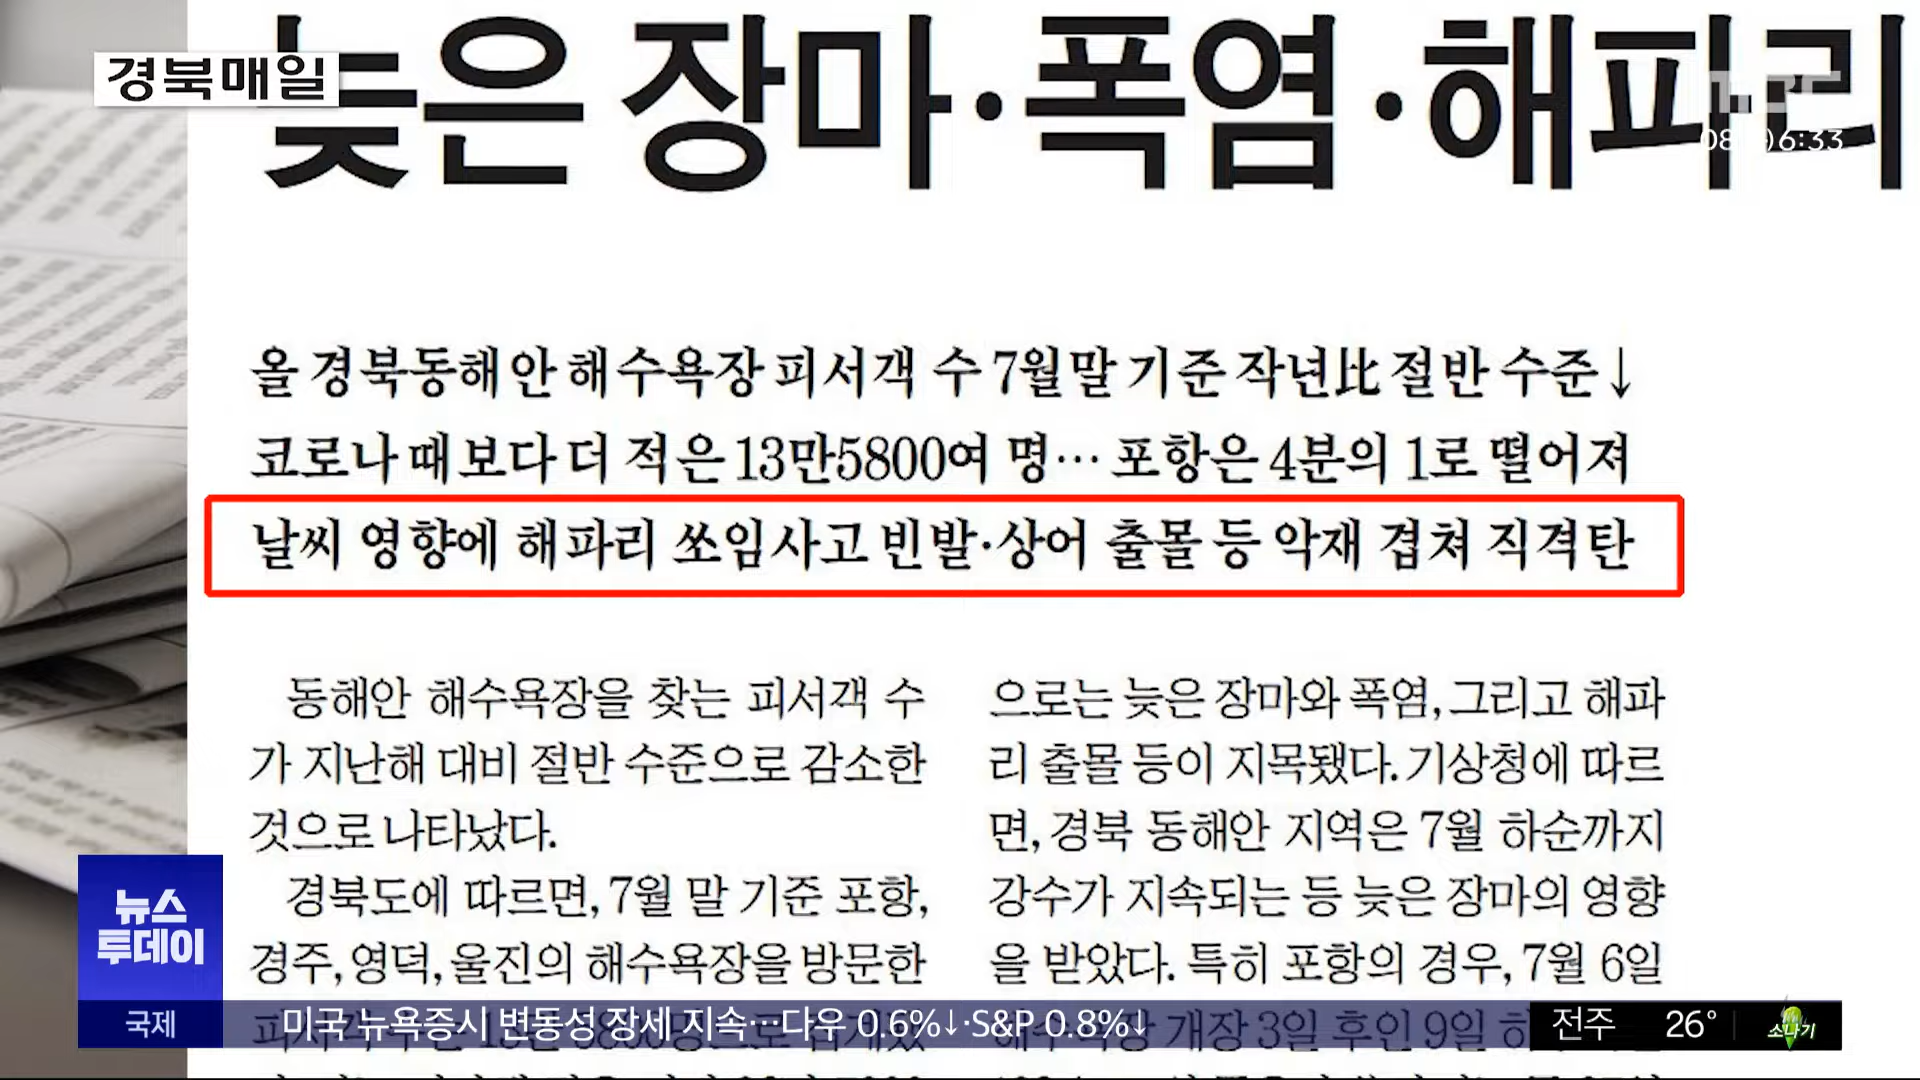 경북매일
늦은 장마·폭염·해파리
6:33
올 경북동해안 해수욕장 피서객 수 7월말 기준 작년比 절반 수준↓
코로나 때 보다 더 적은 13만5800여 명… 포항은 4분의 1로 떨어져
날씨 영향에 해파리 쏘임사고 빈발·상어 출몰 등 악재 겹쳐 직격탄
동해안 해수욕장을 찾는 피서객 수
가 지난해 대비 절반 수준으로 감소한
것으로 나타났다.
경북도에 따르면, 7월 말 기준 포항,
경주, 영덕, 울진의 해수욕장을 방문한
으로는 늦은 장마와 폭염, 그리고 해파
리 출몰 등이 지목됐다. 기상청에 따르
면, 경북 동해안 지역은 7월 하순까지
강수가 지속되는 등 늦은 장마의 영향
을 받았다. 특히 포항의 경우, 7월 6일
개장 3일 후인 9일
뉴스
투데이
국제
미국 뉴욕증시 변동성 장세 지속…다우 0.6%↓·S&P 0.8%↓
전주 26° 소나기